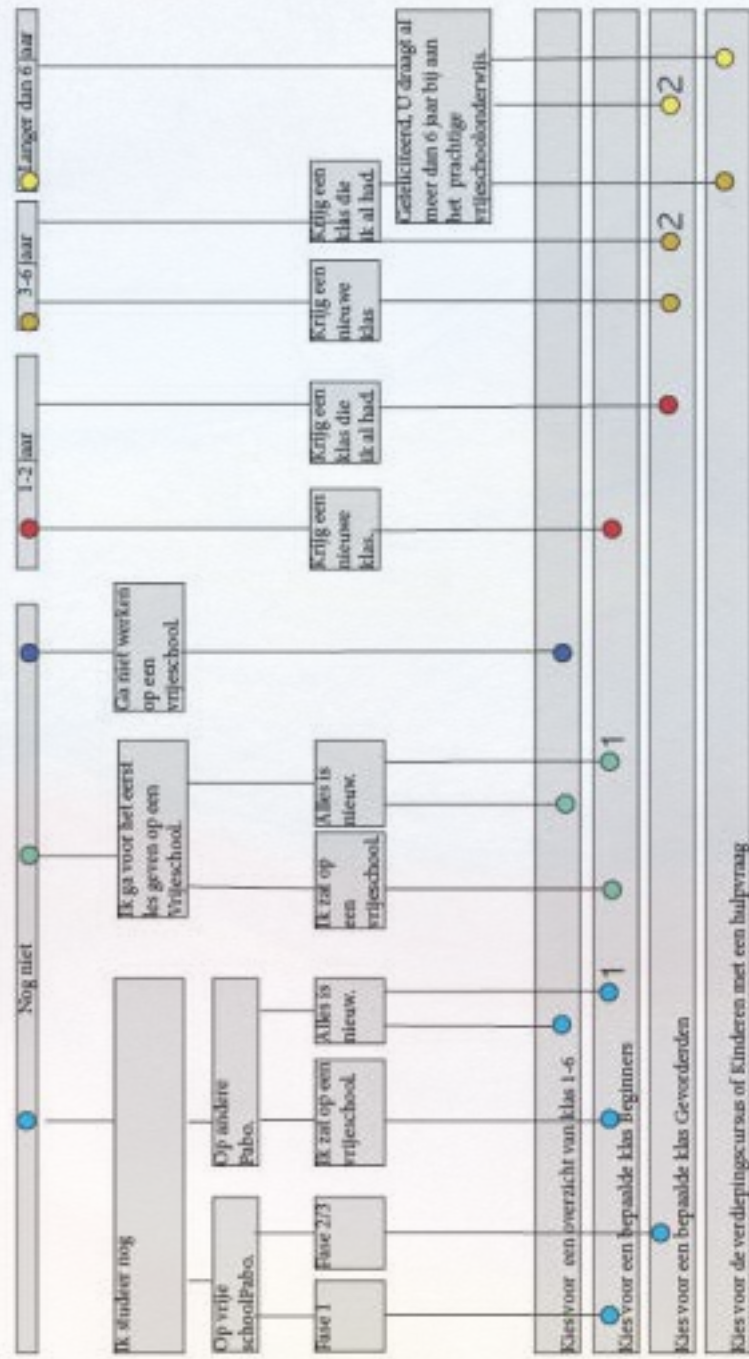 Nog niet
1-2 jaar
3-6 jaar
Langer dan 6 jaar
Ik studeer nog
Ik ga voor het eerst
les geven op een
Vrijeschool.
Ga niet werken
op een
vrijeschool.
Op vrije
schoolPabo.
Op andere
Pabo.
Fase 1
Fase 2/3
Ik zat op een
vrijeschool.
Alles is
nieuw.
Ik zat op
een
vrijeschool.
Alles is
nieuw.
Krijg een
nieuwe
klas.
Krijg een
klas die
ik al had.
Krijg een
nieuwe
klas
Krijg een
klas die
ik al had.
Gefeliciteerd, U draagt al
meer dan 6 jaar bij aan
het prachtige
vrijeschoolonderwijs.
Kies voor een overzicht van klas 1-6
Kies voor een bepaalde klas Beginners
1
1
Kies voor een bepaalde klas Gevorderden
2
2
Kies voor de verdiepingscursus of Kinderen met een hulpvraag